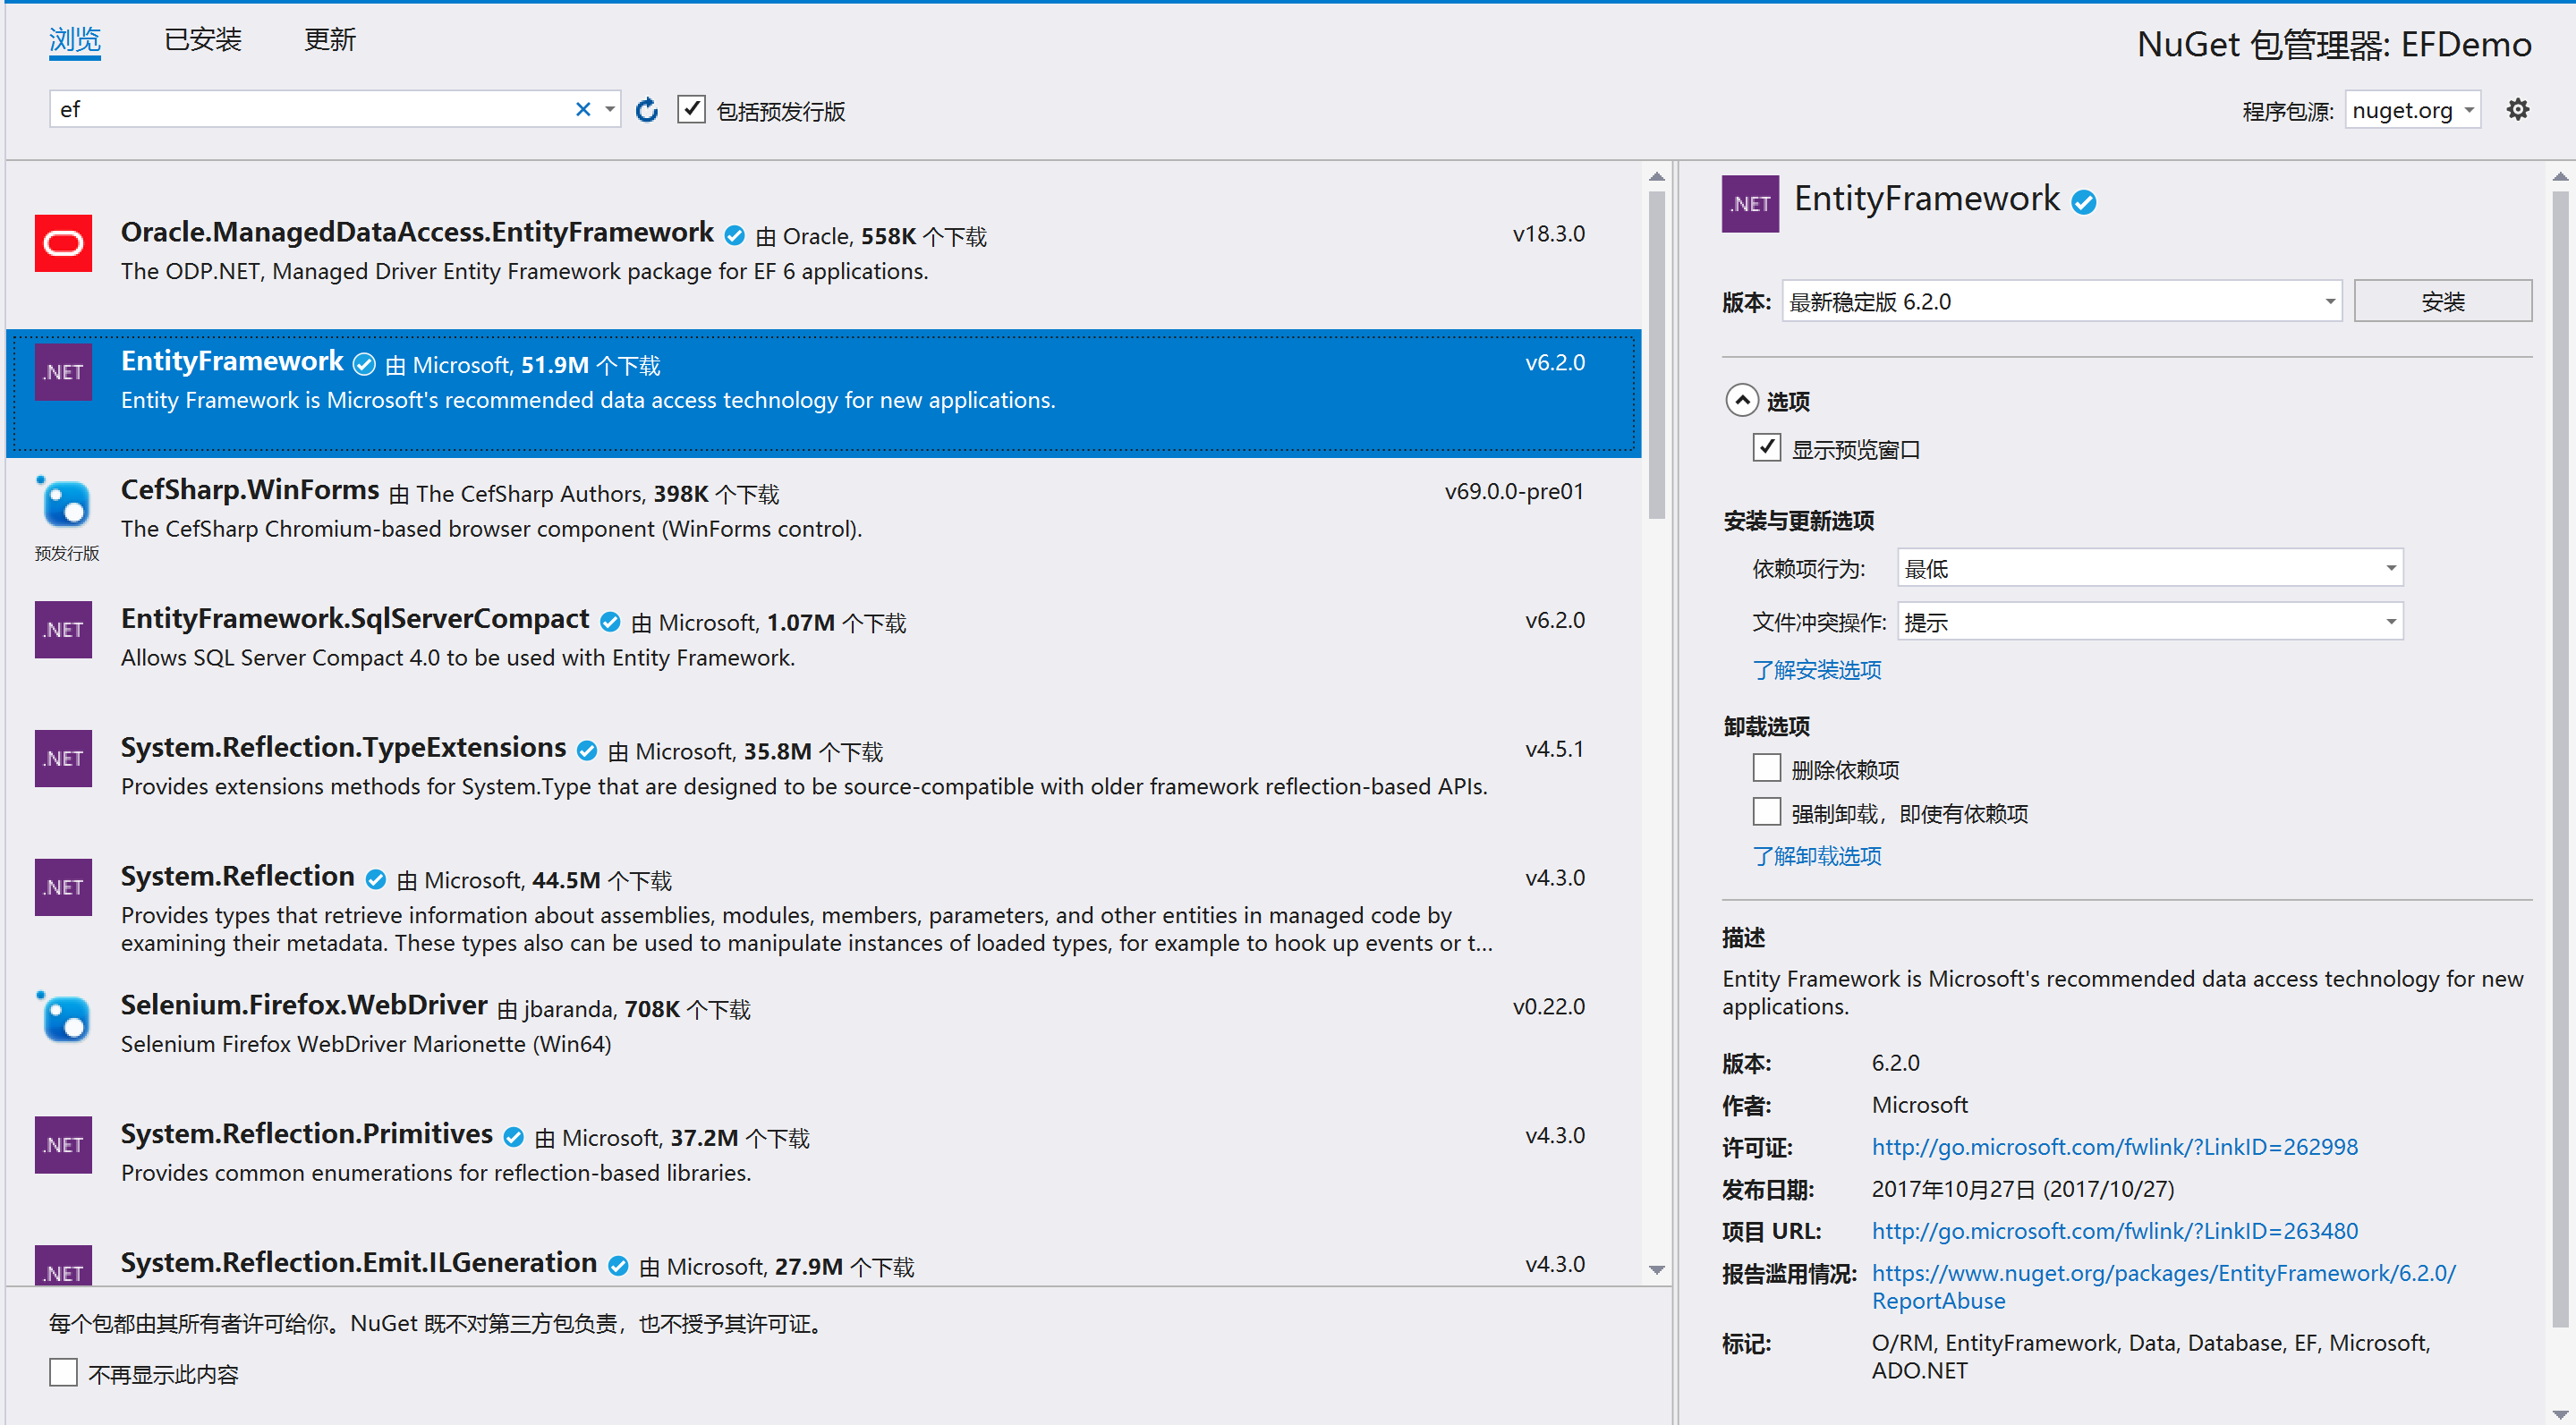 浏览 已安装 更新
NuGet 包管理器: EFDemo
ef
包括预发行版
程序包源: nuget.org
Oracle.ManagedDataAccess.EntityFramework 由 Oracle, 558K 个下载 v18.3.0
The ODP.NET, Managed Driver Entity Framework package for EF 6 applications.
.NET
EntityFramework 由 Microsoft, 51.9M 个下载 v6.2.0
Entity Framework is Microsoft's recommended data access technology for new applications.
CefSharp.WinForms 由 The CefSharp Authors, 398K 个下载 v69.0.0-pre01
The CefSharp Chromium-based browser component (WinForms control).
预发行版
.NET
EntityFramework.SqlServerCompact 由 Microsoft, 1.07M 个下载 v6.2.0
Allows SQL Server Compact 4.0 to be used with Entity Framework.
.NET
System.Reflection.TypeExtensions 由 Microsoft, 35.8M 个下载 v4.5.1
Provides extensions methods for System.Type that are designed to be source-compatible with older framework reflection-based APIs.
.NET
System.Reflection 由 Microsoft, 44.5M 个下载 v4.3.0
Provides types that retrieve information about assemblies, modules, members, parameters, and other entities in managed code by
examining their metadata. These types also can be used to manipulate instances of loaded types, for example to hook up events or t...
Selenium.Firefox.WebDriver 由 jbaranda, 708K 个下载 v0.22.0
Selenium Firefox WebDriver Marionette (Win64)
.NET
System.Reflection.Primitives 由 Microsoft, 37.2M 个下载 v4.3.0
Provides common enumerations for reflection-based libraries.
.NET
System.Reflection.Emit.ILGeneration 由 Microsoft, 27.9M 个下载 v4.3.0
每个包都由其所有者许可给你。NuGet 既不对第三方包负责，也不授予其许可证。
不再显示此内容
.NET EntityFramework
版本: 最新稳定版 6.2.0 安装
选项
显示预览窗口
安装与更新选项
依赖项行为: 最低
文件冲突操作: 提示
了解安装选项
卸载选项
删除依赖项
强制卸载，即使有依赖项
了解卸载选项
描述
Entity Framework is Microsoft's recommended data access technology for new
applications.
版本: 6.2.0
作者: Microsoft
许可证: http://go.microsoft.com/fwlink/?LinkID=262998
发布日期: 2017年10月27日 (2017/10/27)
项目 URL: http://go.microsoft.com/fwlink/?LinkID=263480
报告滥用情况: https://www.nuget.org/packages/EntityFramework/6.2.0/
ReportAbuse
标记: O/RM, EntityFramework, Data, Database, EF, Microsoft,
ADO.NET